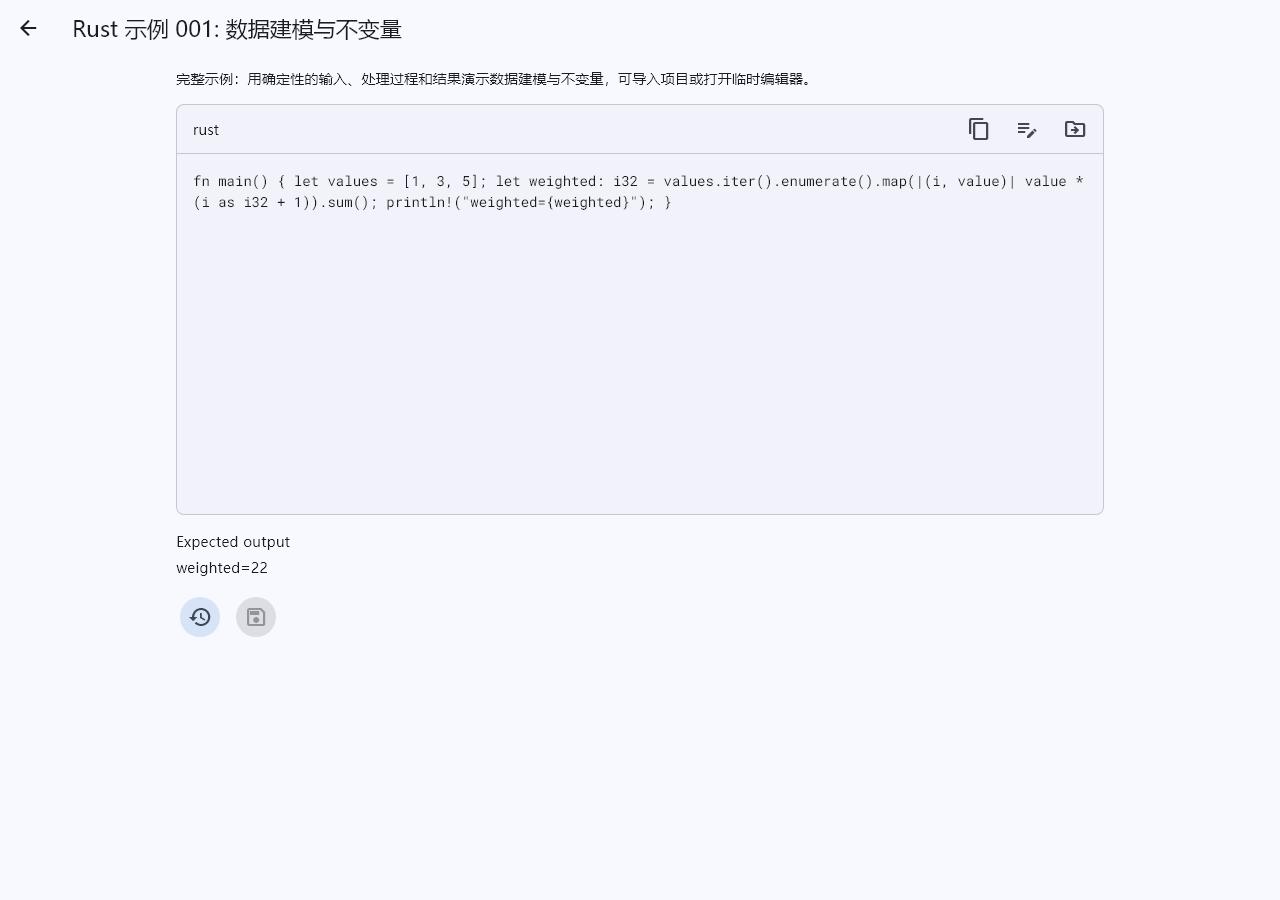 Rust 示例 001: 数据建模与不变量
完整示例：用确定性的输入、处理过程和结果演示数据建模与不变量，可导入项目或打开临时编辑器。
rust
fn main() { let values = [1, 3, 5]; let weighted: i32 = values.iter().enumerate().map(|(i, value)| value *
(i as i32 + 1)).sum(); println!("weighted={weighted}"); }
Expected output
weighted=22